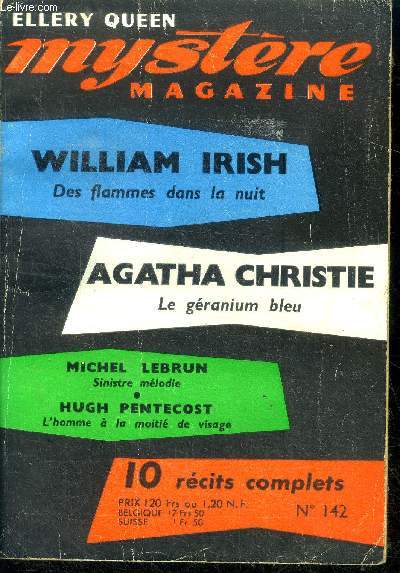 Le-livre.com
ELLERY QUEEN
mystère
MAGAZINE
WILLIAM IRISH
Des flammes dans la nuit
AGATHA CHRISTIE
Le géranium bleu
MICHEL LEBRUN
Sinistre mélodie
HUGH PENTECOST
L'homme à la moitié de visage
10 récits complets
PRIX 120 Frs ou 1,20 N.F.
BELGIQUE 17 Frs 50
SUISSE 1 Fr 50
N° 142